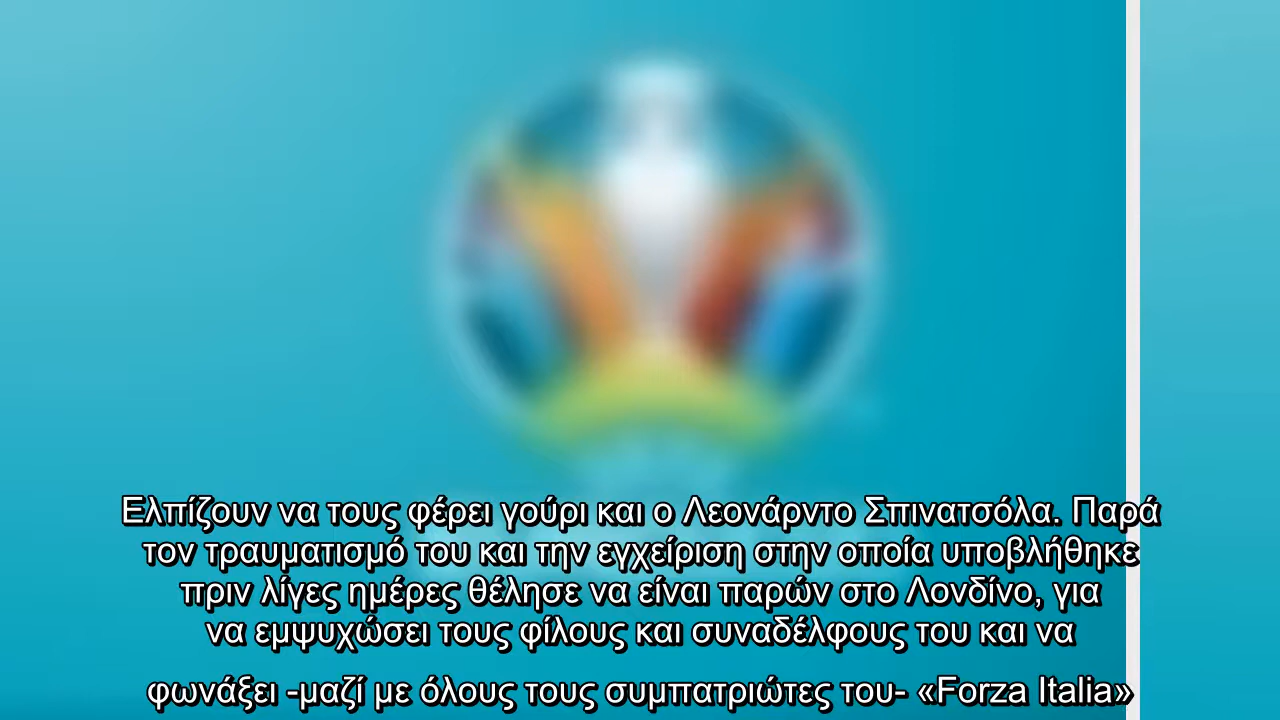 Ελπίζουν να τους φέρει γούρι και ο Λεονάρντο Σπινατσόλα. Παρά
τον τραυματισμό του και την εγχείριση στην οποία υποβλήθηκε
πριν λίγες ημέρες θέλησε να είναι παρών στο Λονδίνο, για
να εμψυχώσει τους φίλους και συναδέλφους του και να
φωνάξει -μαζί με όλους τους συμπατριώτες του- «Forza Italia»